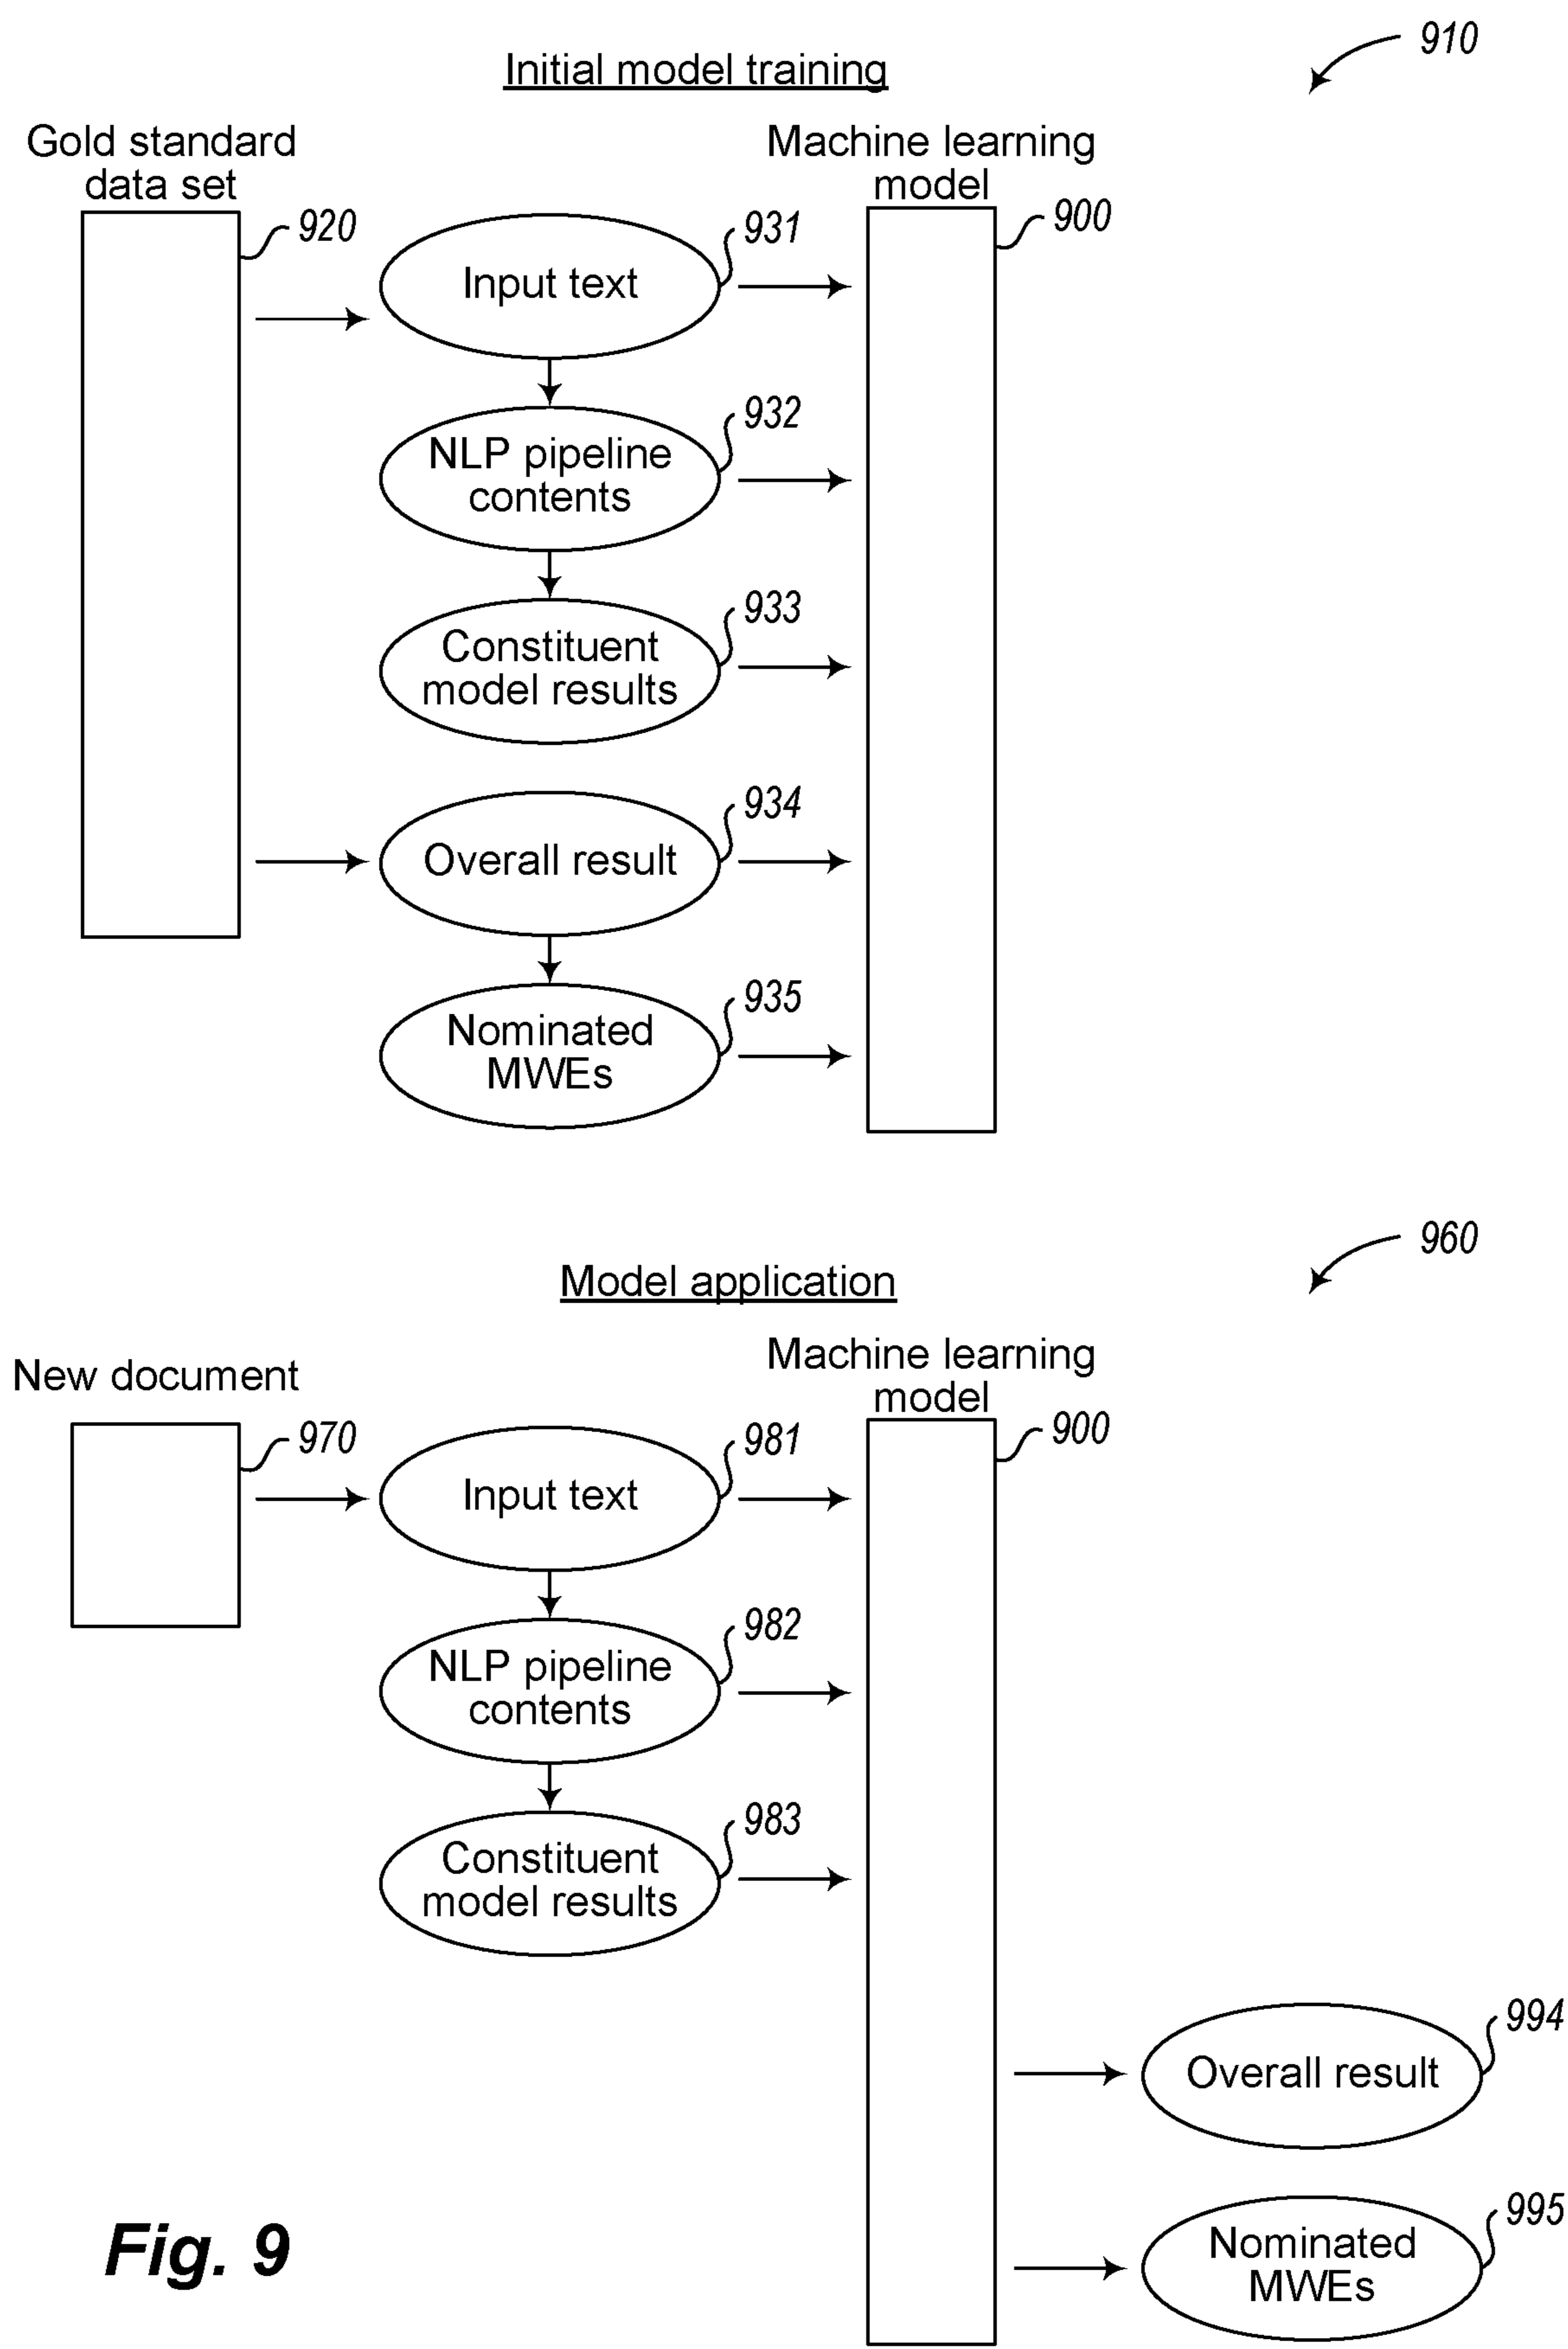 910
Initial model training
Gold standard
data set
Machine learning
model
920
931
900
Input text
932
NLP pipeline
contents
933
Constituent
model results
934
Overall result
935
Nominated
MWEs
960
Model application
New document
Machine learning
model
970
981
900
Input text
982
NLP pipeline
contents
983
Constituent
model results
994
Overall result
995
Nominated
MWEs
Fig. 9